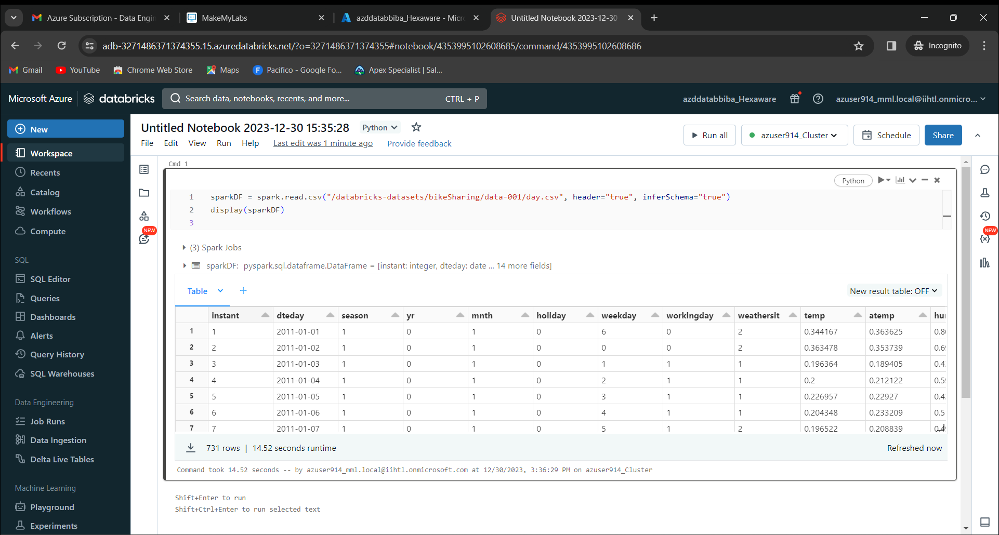 Azure Subscription - Data Engin
MakeMyLabs
azddatabbiba_Hexaware - Micr
Untitled Notebook 2023-12-30
adb-3271486371374355.15.azuredatabricks.net/?o=3271486371374355#notebook/4353995102608685/command/4353995102608686
Incognito
Gmail
YouTube
Chrome Web Store
Maps
Pacifico - Google Fo...
Apex Specialist | Sal...
Microsoft Azure
databricks
Search data, notebooks, recents, and more...
CTRL + P
azddatabbiba_Hexaware
azuser914_mml.local@iihtl.onmicro...
New
Workspace
Recents
Catalog
Workflows
Compute
SQL
SQL Editor
Queries
Dashboards
Alerts
Query History
SQL Warehouses
Data Engineering
Job Runs
Data Ingestion
Delta Live Tables
Machine Learning
Playground
Experiments
Untitled Notebook 2023-12-30 15:35:28
Python
File Edit View Run Help Last edit was 1 minute ago Provide feedback
Run all
azuser914_Cluster
Schedule
Share
NEW
NEW
Cmd 1
Python
1 sparkDF = spark.read.csv("/databricks-datasets/bikeSharing/data-001/day.csv", header="true", inferSchema="true")
2 display(sparkDF)
3
(3) Spark Jobs
sparkDF: pyspark.sql.dataframe.DataFrame = [instant: integer, dteday: date ... 14 more fields]
Table
New result table: OFF
instant dteday season yr mnth holiday weekday workingday weathersit temp atemp hu
1 1 2011-01-01 1 0 1 0 6 0 2 0.344167 0.363625 0.8
2 2 2011-01-02 1 0 1 0 0 0 2 0.363478 0.353739 0.6
3 3 2011-01-03 1 0 1 0 1 1 1 0.196364 0.189405 0.4
4 4 2011-01-04 1 0 1 0 2 1 1 0.2 0.212122 0.5
5 5 2011-01-05 1 0 1 0 3 1 1 0.226957 0.22927 0.4
6 6 2011-01-06 1 0 1 0 4 1 1 0.204348 0.233209 0.5
7 7 2011-01-07 1 0 1 0 5 1 2 0.196522 0.208839 0.4
731 rows | 14.52 seconds runtime
Refreshed now
Command took 14.52 seconds -- by azuser914_mml.local@iihtl.onmicrosoft.com at 12/30/2023, 3:36:29 PM on azuser914_Cluster
Shift+Enter to run
Shift+Ctrl+Enter to run selected text